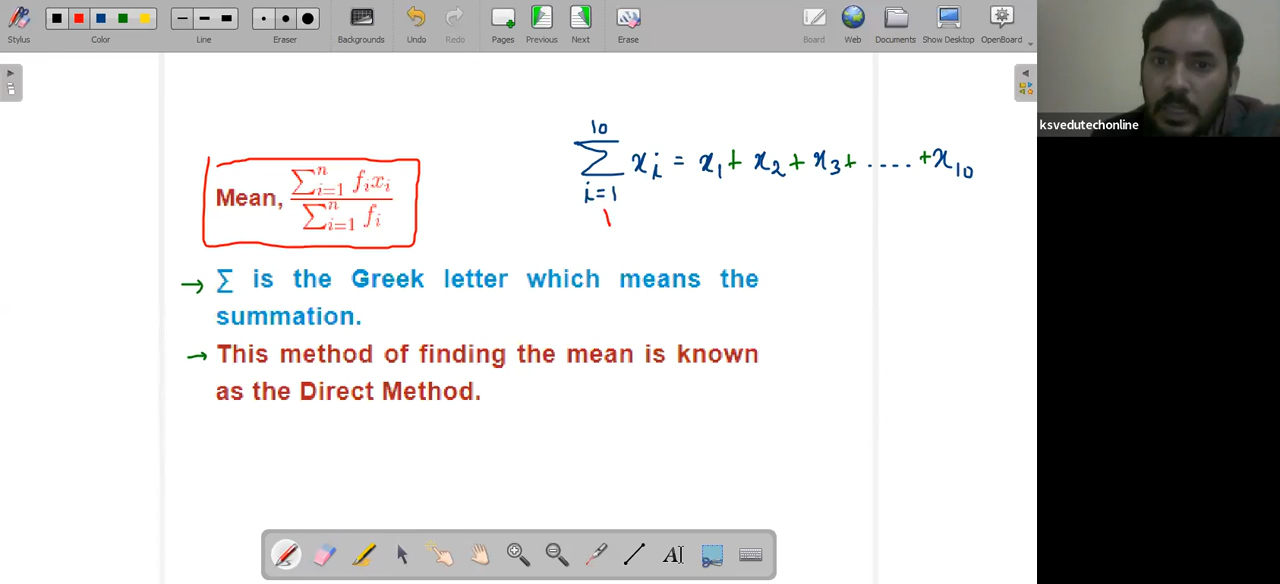 Stylus Color Line Eraser Backgrounds Undo Redo Pages Previous Next Erase Board Web Documents Show Desktop OpenBoard
ksvedutechonline
10
∑ xi = x1 + x2 + x3 + ..... + x10
i=1
Mean, ∑ⁿᵢ₌₁ fᵢxᵢ
∑ⁿᵢ₌₁ fᵢ
→ ∑ is the Greek letter which means the
summation.
→ This method of finding the mean is known
as the Direct Method.